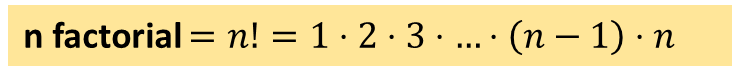 n factorial = n! = 1 · 2 · 3 · … · (n − 1) · n